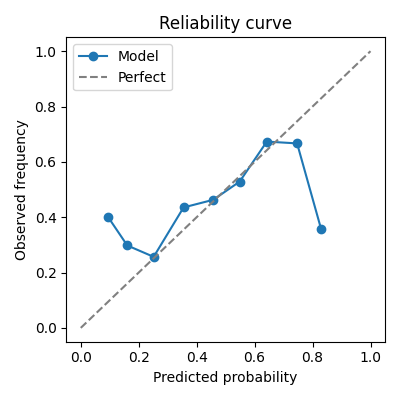 Reliability curve
Model
Perfect
1.0
0.8
0.6
0.4
0.2
0.0
Observed frequency
0.0 0.2 0.4 0.6 0.8 1.0
Predicted probability